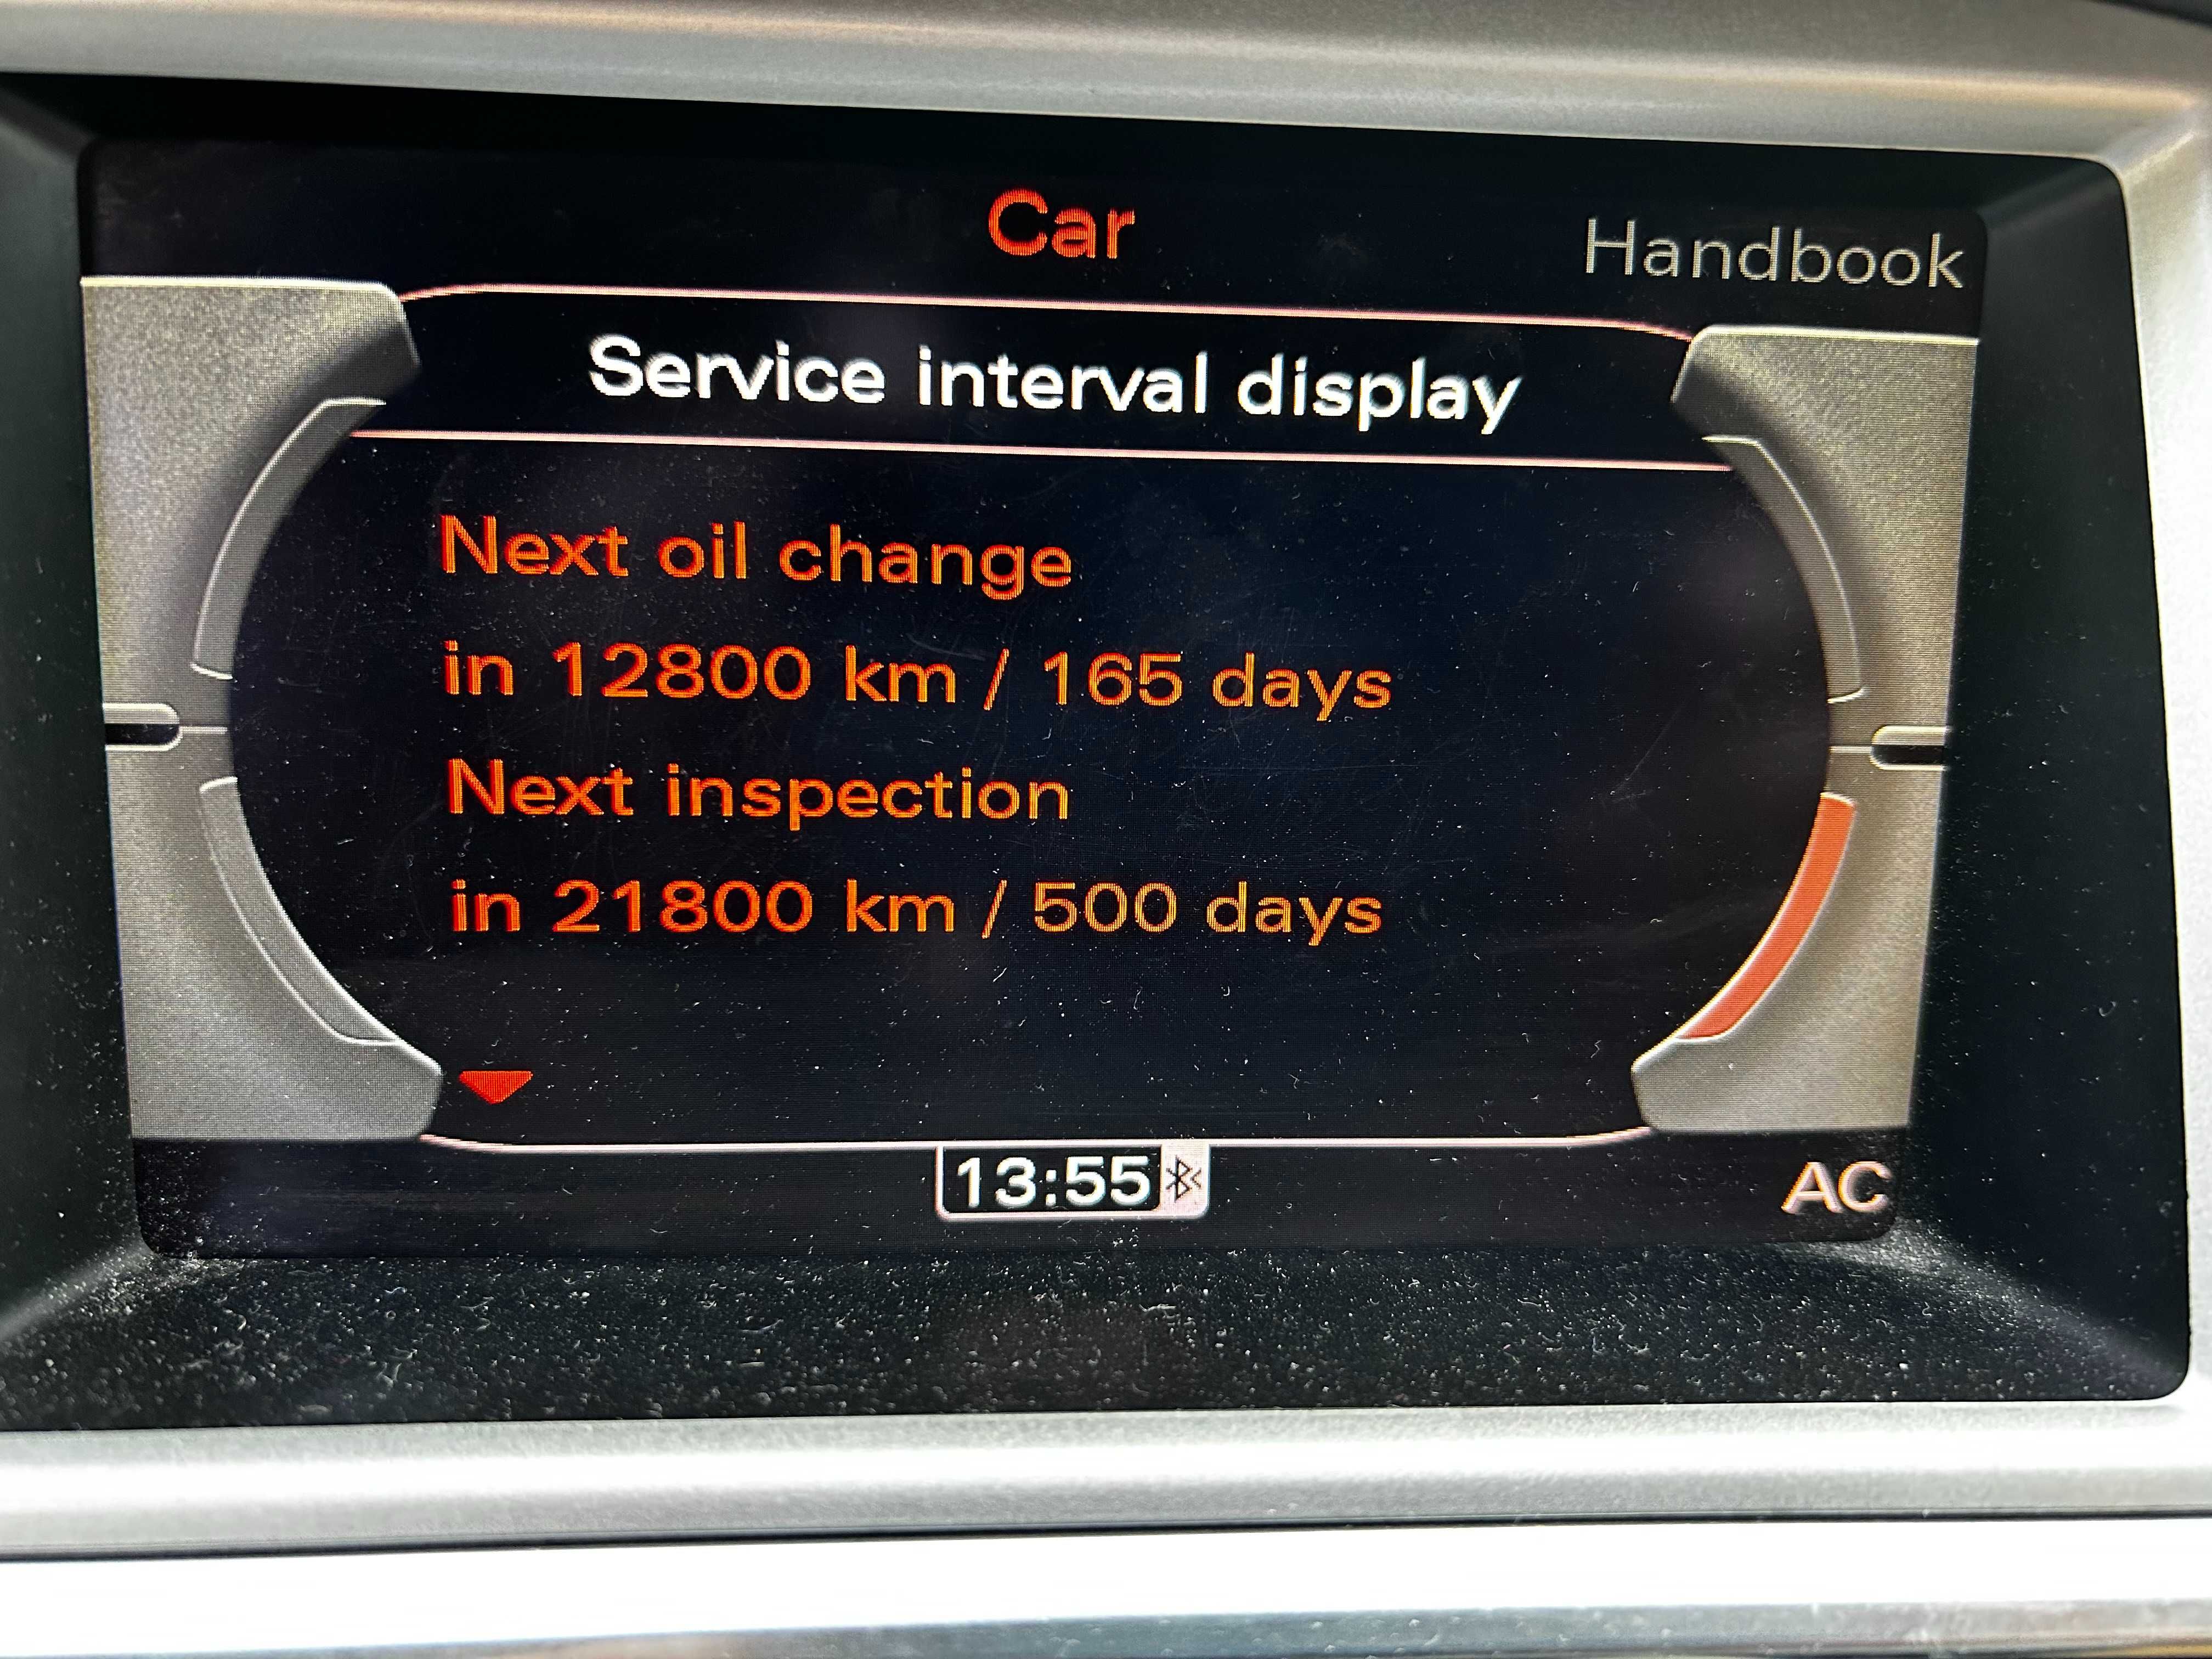 Car
Handbook
Service interval display
Next oil change
in 12800 km / 165 days
Next inspection
in 21800 km / 500 days
13:55
AC